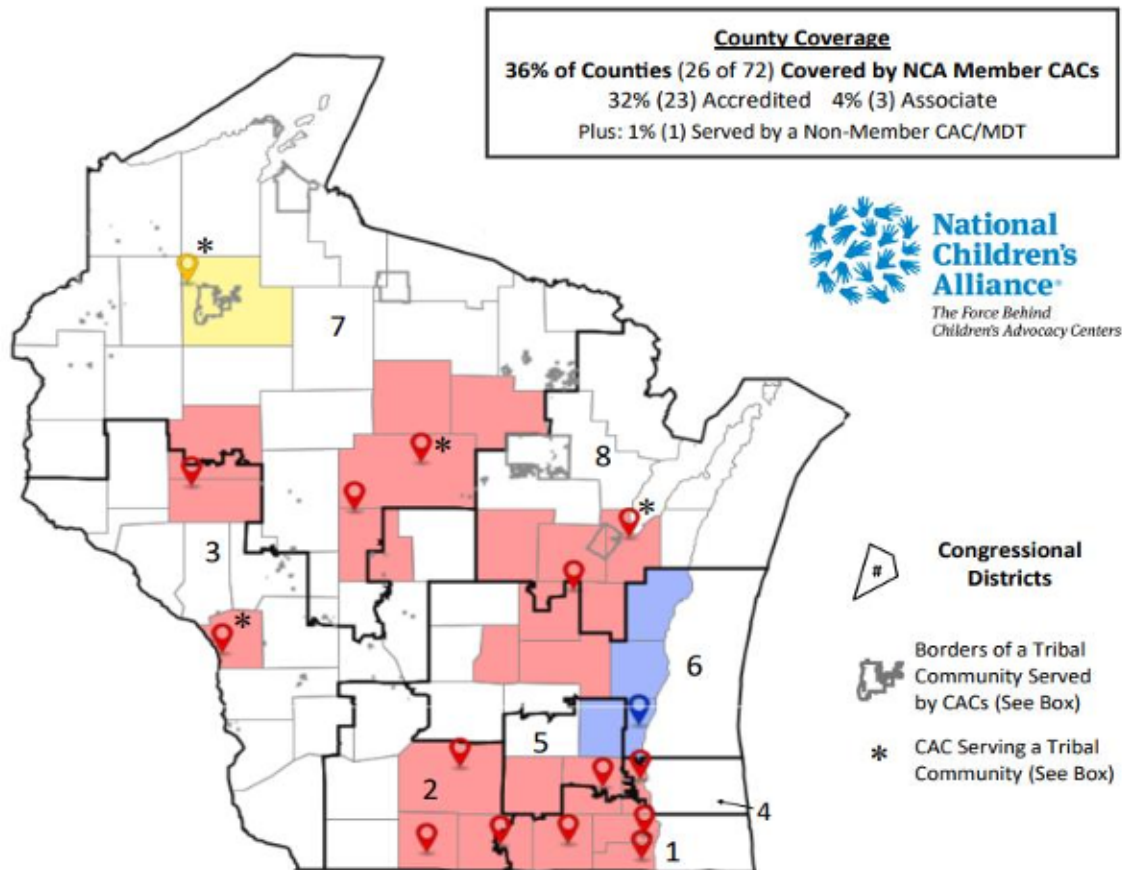 County Coverage
36% of Counties (26 of 72) Covered by NCA Member CACs
32% (23) Accredited 4% (3) Associate
Plus: 1% (1) Served by a Non-Member CAC/MDT
National
Children's
Alliance®
The Force Behind
Children's Advocacy Centers
*
7
*
8
*
3
*
6
5
2
4
1
#
Congressional
Districts
Borders of a Tribal
Community Served
by CACs (See Box)
* CAC Serving a Tribal
Community (See Box)